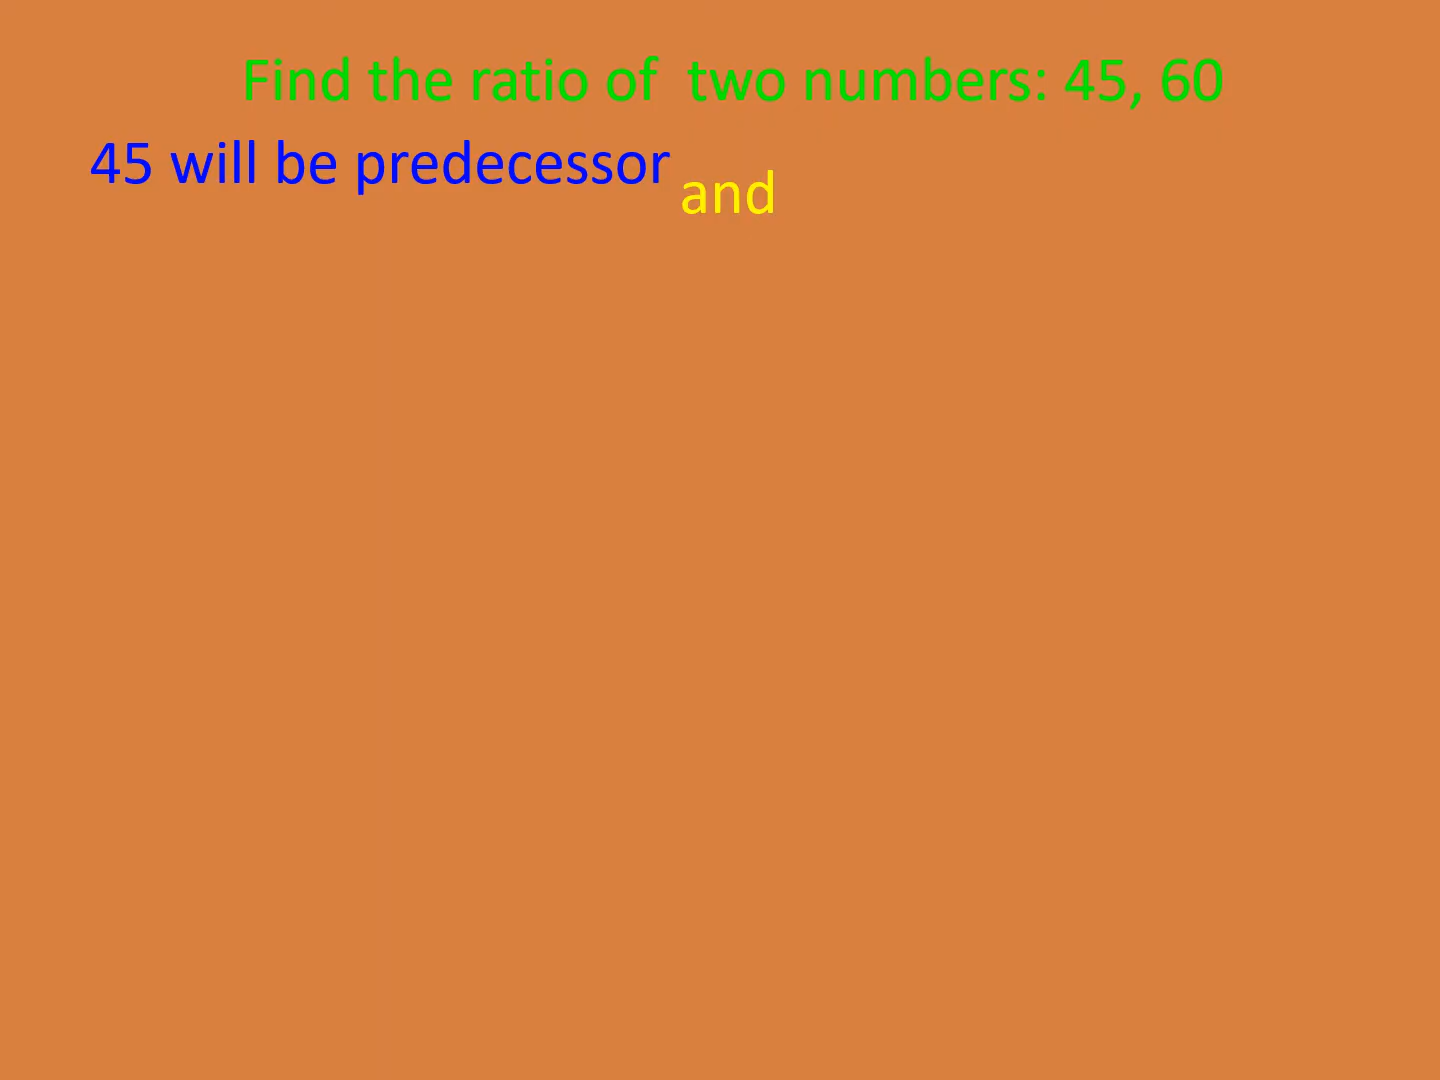 Find the ratio of  two numbers: 45, 60
45 will be predecessor and